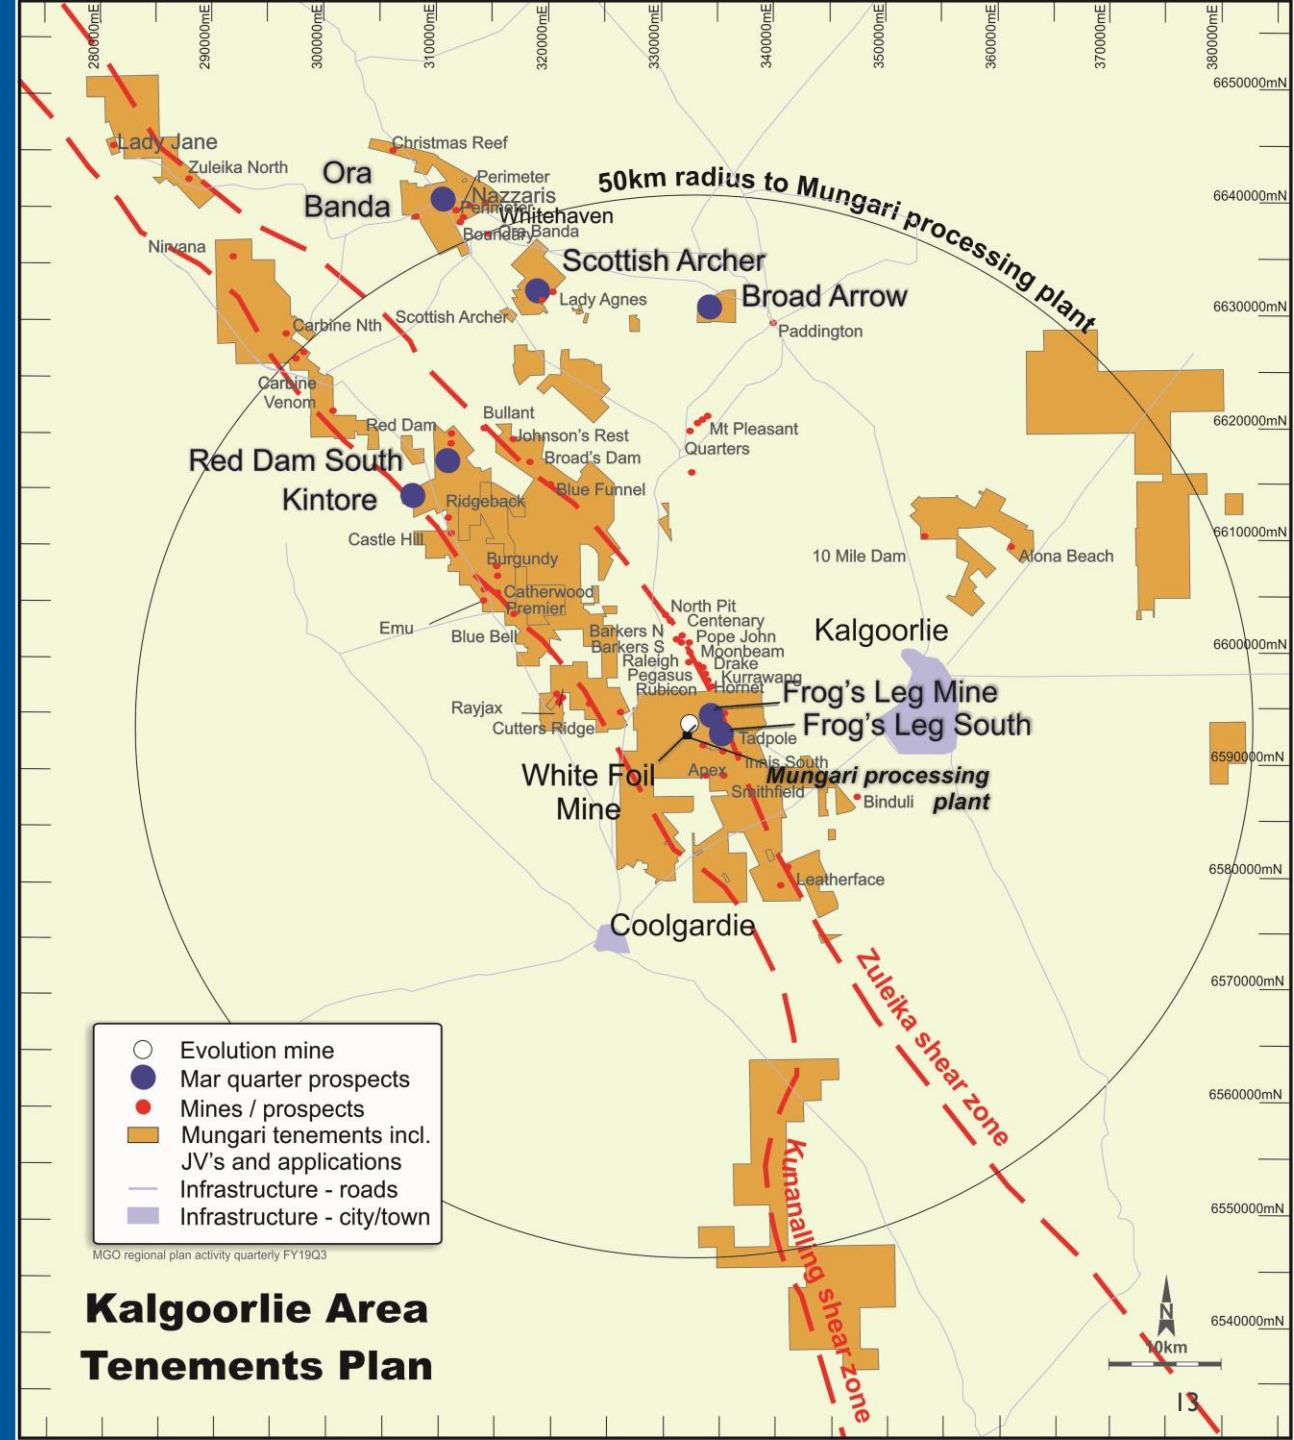 280000mE
290000mE
300000mE
310000mE
320000mE
330000mE
340000mE
350000mE
360000mE
370000mE
380000mE
6650000mN
6640000mN
6630000mN
6620000mN
6610000mN
6600000mN
6590000mN
6580000mN
6570000mN
6560000mN
6550000mN
6540000mN
50km radius to Mungari processing plant
Lady Jane
Zuleika North
Christmas Reef
Ora
Banda
Perimeter
Nazzaris
Perimeter
Whitehaven
Boundary
Ora Banda
Nirvana
Scottish Archer
Lady Agnes
Broad Arrow
Scottish Archer
Paddington
Carbine Nth
Carbine
Venom
Red Dam
Bullant
Johnson's Rest
Mt Pleasant
Quarters
Broad's Dam
Red Dam South
Kintore
Blue Funnel
Ridgeback
Castle Hill
10 Mile Dam
Alona Beach
Burgundy
Catherwood
Premier
Emu
Blue Bell
North Pit
Centenary
Barkers N
Pope John
Barkers S
Moonbeam
Raleigh
Drake
Pegasus
Kurrawang
Rubicon
Hornet
Kalgoorlie
Frog's Leg Mine
Frog's Leg South
Rayjax
Cutters Ridge
Tadpole
Innis South
Apex
Smithfield
White Foil
Mine
Mungari processing
plant
Binduli
Leatherface
Coolgardie
Zuleika shear zone
Kunanalling shear zone
Evolution mine
Mar quarter prospects
Mines / prospects
Mungari tenements incl.
JV's and applications
Infrastructure - roads
Infrastructure - city/town
MGO regional plan activity quarterly FY19Q3
Kalgoorlie Area
Tenements Plan
N
10km
13